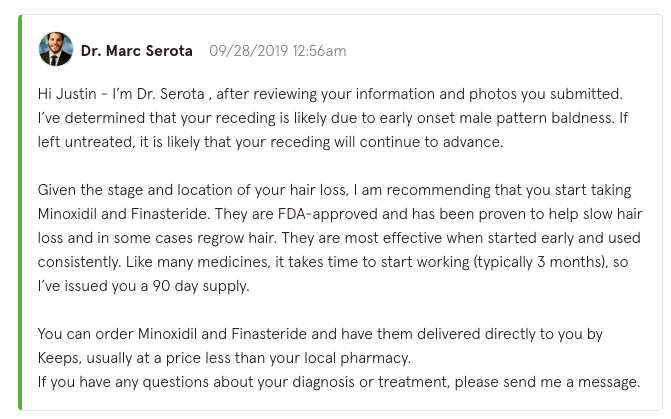 Dr. Marc Serota 09/28/2019 12:56am
Hi Justin - I’m Dr. Serota , after reviewing your information and photos you submitted.
I’ve determined that your receding is likely due to early onset male pattern baldness. If
left untreated, it is likely that your receding will continue to advance.
Given the stage and location of your hair loss, I am recommending that you start taking
Minoxidil and Finasteride. They are FDA-approved and has been proven to help slow hair
loss and in some cases regrow hair. They are most effective when started early and used
consistently. Like many medicines, it takes time to start working (typically 3 months), so
I’ve issued you a 90 day supply.
You can order Minoxidil and Finasteride and have them delivered directly to you by
Keeps, usually at a price less than your local pharmacy.
If you have any questions about your diagnosis or treatment, please send me a message.